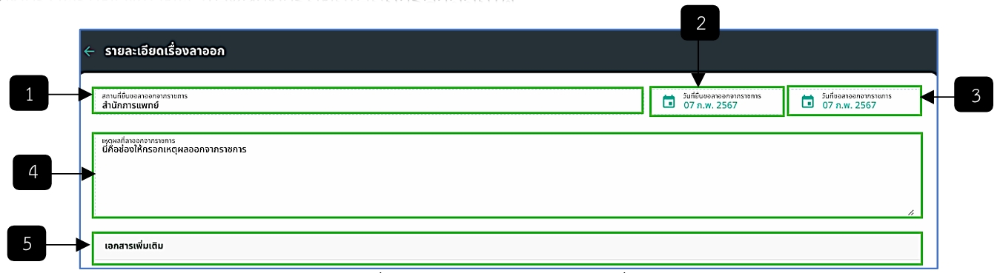 2
รายละเอียดเรื่องลาออก
1
สถานที่ยื่นขอลาออกจากราชการ
สำนักการแพทย์
วันที่ยื่นขอลาออกจากราชการ
07 ก.พ. 2567
วันที่ขอลาออกจากราชการ
07 ก.พ. 2567
3
เหตุผลที่ลาออกจากราชการ
นี่คือช่องให้กรอกเหตุผลออกจากราชการ
4
5
เอกสารเพิ่มเติม